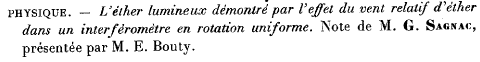 PHYSIQUE. — L'éther lumineux démontré par l'effet du vent relatif d'éther
dans un interféromètre en rotation uniforme. Note de M. G. SAGNAC,
présentée par M. E. Bouty.